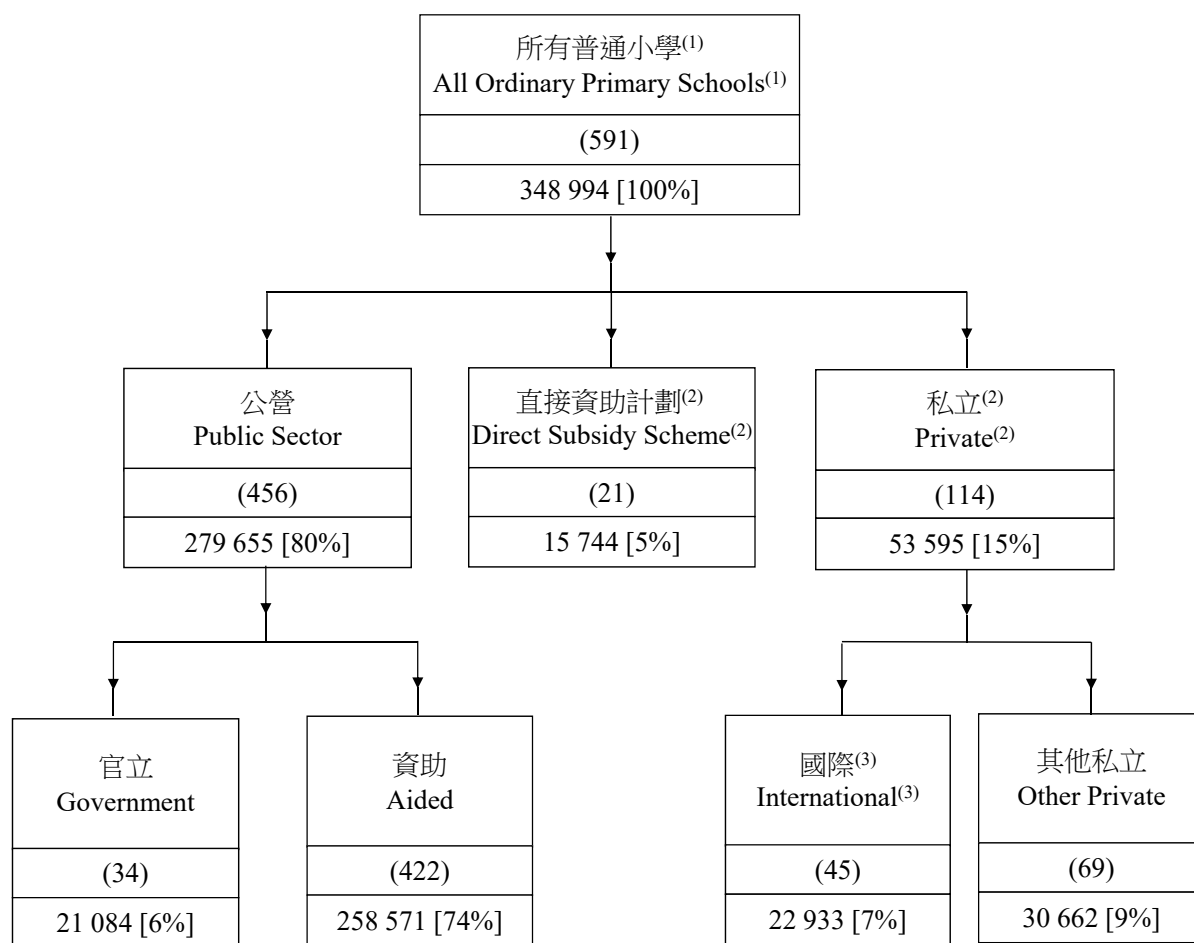 所有普通小學(1)
All Ordinary Primary Schools(1)
(591)
348 994 [100%]
公營
Public Sector
(456)
279 655 [80%]
直接資助計劃(2)
Direct Subsidy Scheme(2)
(21)
15 744 [5%]
私立(2)
Private(2)
(114)
53 595 [15%]
官立
Government
(34)
21 084 [6%]
資助
Aided
(422)
258 571 [74%]
國際(3)
International(3)
(45)
22 933 [7%]
其他私立
Other Private
(69)
30 662 [9%]